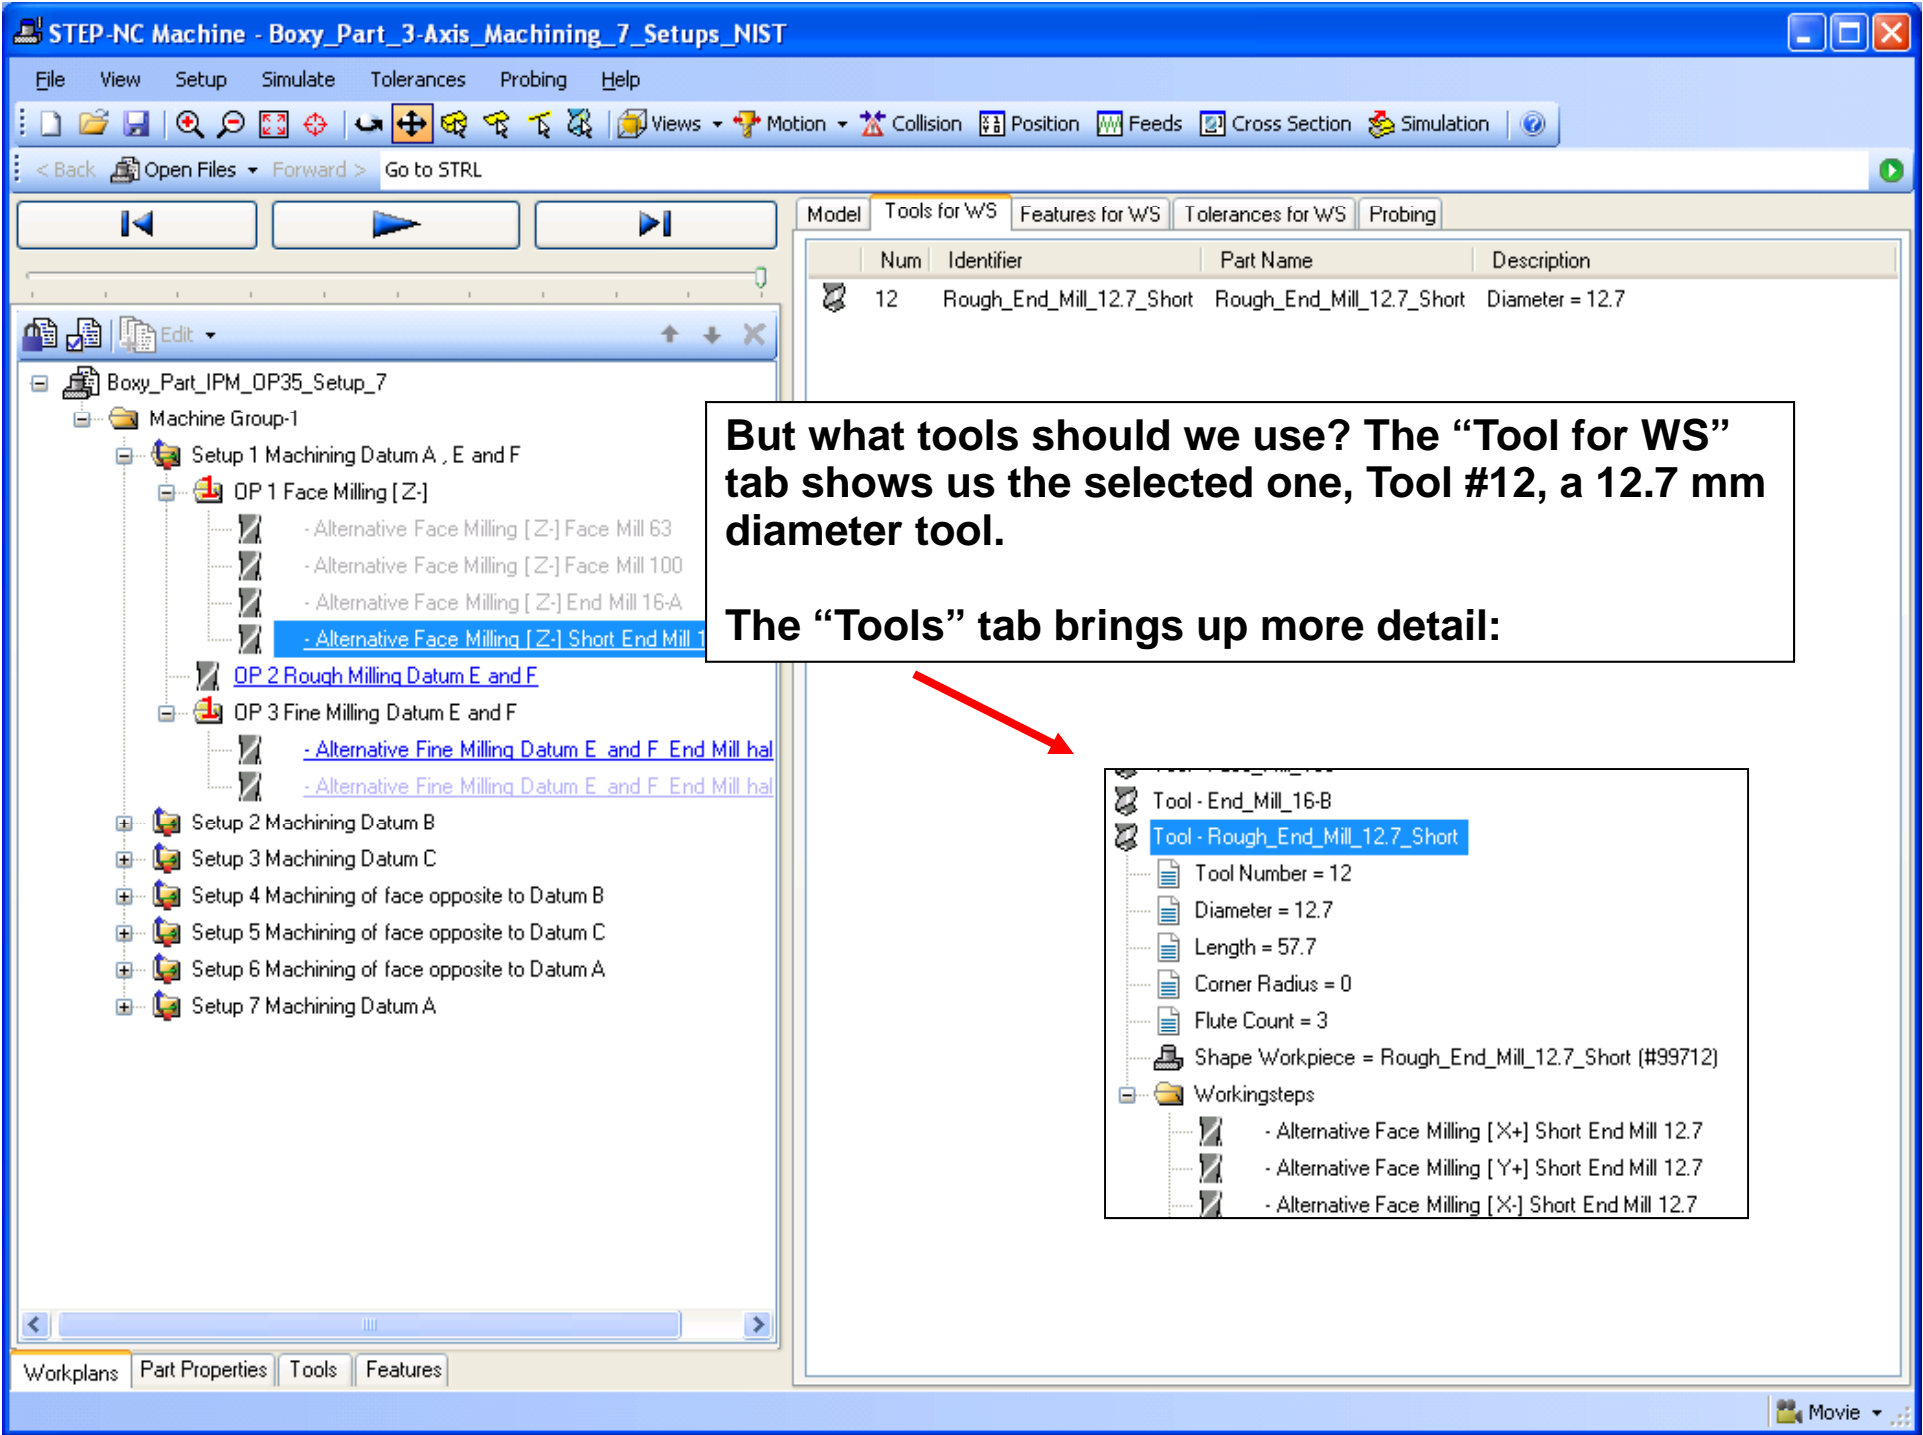 STEP-NC Machine - Boxy_Part_3-Axis_Machining_7_Setups_NIST
File View Setup Simulate Tolerances Probing Help
Views Motion Collision Position Feeds Cross Section Simulation
< Back Open Files Forward > Go to STRL
Model Tools for WS Features for WS Tolerances for WS Probing
Num Identifier Part Name Description
12 Rough_End_Mill_12.7_Short Rough_End_Mill_12.7_Short Diameter = 12.7
Edit
Boxy_Part_IPM_OP35_Setup_7
Machine Group-1
Setup 1 Machining Datum A , E and F
OP 1 Face Milling [ Z-]
- Alternative Face Milling [ Z-] Face Mill 63
- Alternative Face Milling [ Z-] Face Mill 100
- Alternative Face Milling [ Z-] End Mill 16-A
- Alternative Face Milling [ Z-] Short End Mill 1
OP 2 Rough Milling Datum E and F
OP 3 Fine Milling Datum E and F
- Alternative Fine Milling Datum E and F End Mill hal
- Alternative Fine Milling Datum E and F End Mill hal
Setup 2 Machining Datum B
Setup 3 Machining Datum C
Setup 4 Machining of face opposite to Datum B
Setup 5 Machining of face opposite to Datum C
Setup 6 Machining of face opposite to Datum A
Setup 7 Machining Datum A
But what tools should we use? The “Tool for WS”
tab shows us the selected one, Tool #12, a 12.7 mm
diameter tool.
The “Tools” tab brings up more detail:
Tool - End_Mill_16-B
Tool - Rough_End_Mill_12.7_Short
Tool Number = 12
Diameter = 12.7
Length = 57.7
Corner Radius = 0
Flute Count = 3
Shape Workpiece = Rough_End_Mill_12.7_Short (#99712)
Workingsteps
- Alternative Face Milling [ X+] Short End Mill 12.7
- Alternative Face Milling [ Y+] Short End Mill 12.7
- Alternative Face Milling [ X-] Short End Mill 12.7
Workplans Part Properties Tools Features
Movie